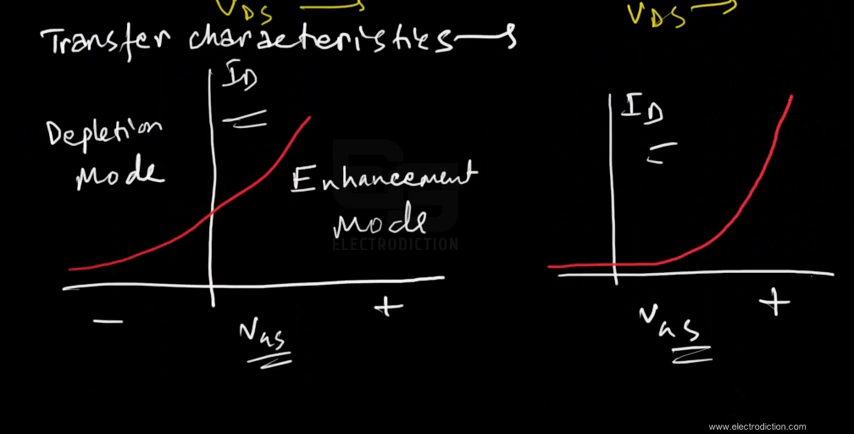 VDS →
VDS →
Transfer characteristics →
ID
ID
Depletion
Mode
Enhancement
Mode
ELECTRODICTION
− +
+
VGS
VGS
www.electrodiction.com